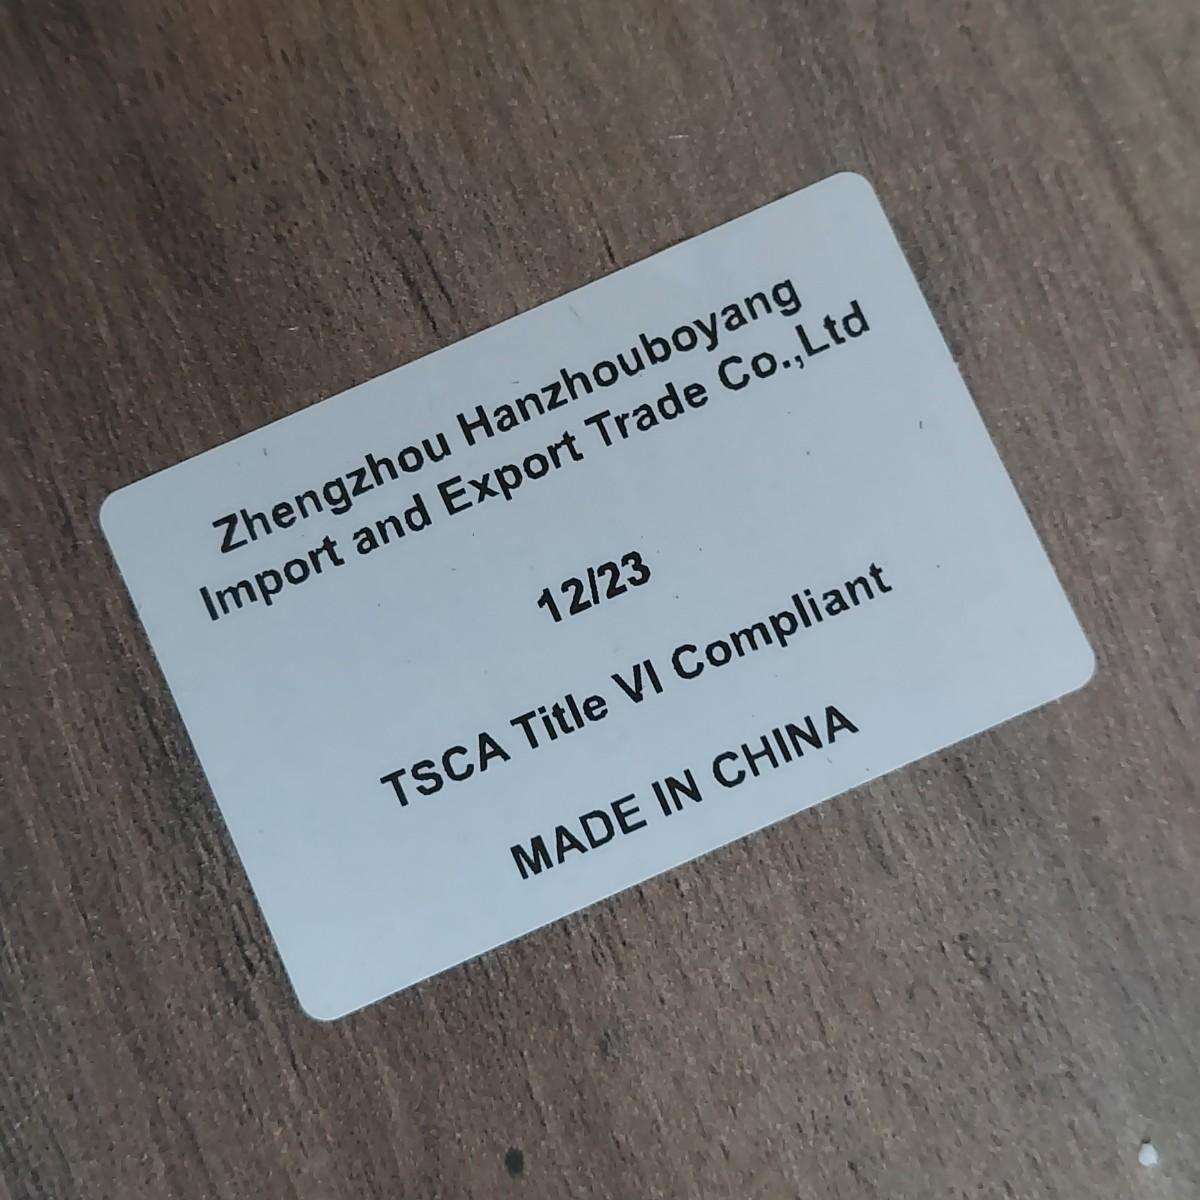 Zhengzhou Hanzhouboyang
Import and Export Trade Co.,Ltd
12/23
TSCA Title VI Compliant
MADE IN CHINA